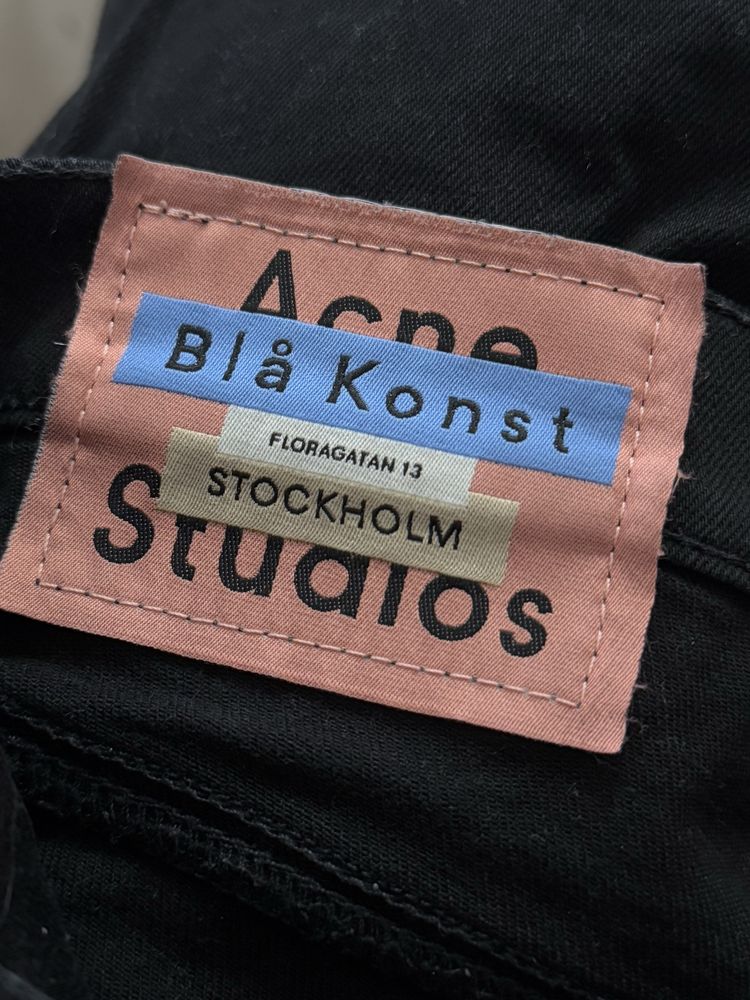 Acne
Blå Konst
FLORAGATAN 13
STOCKHOLM
Studios